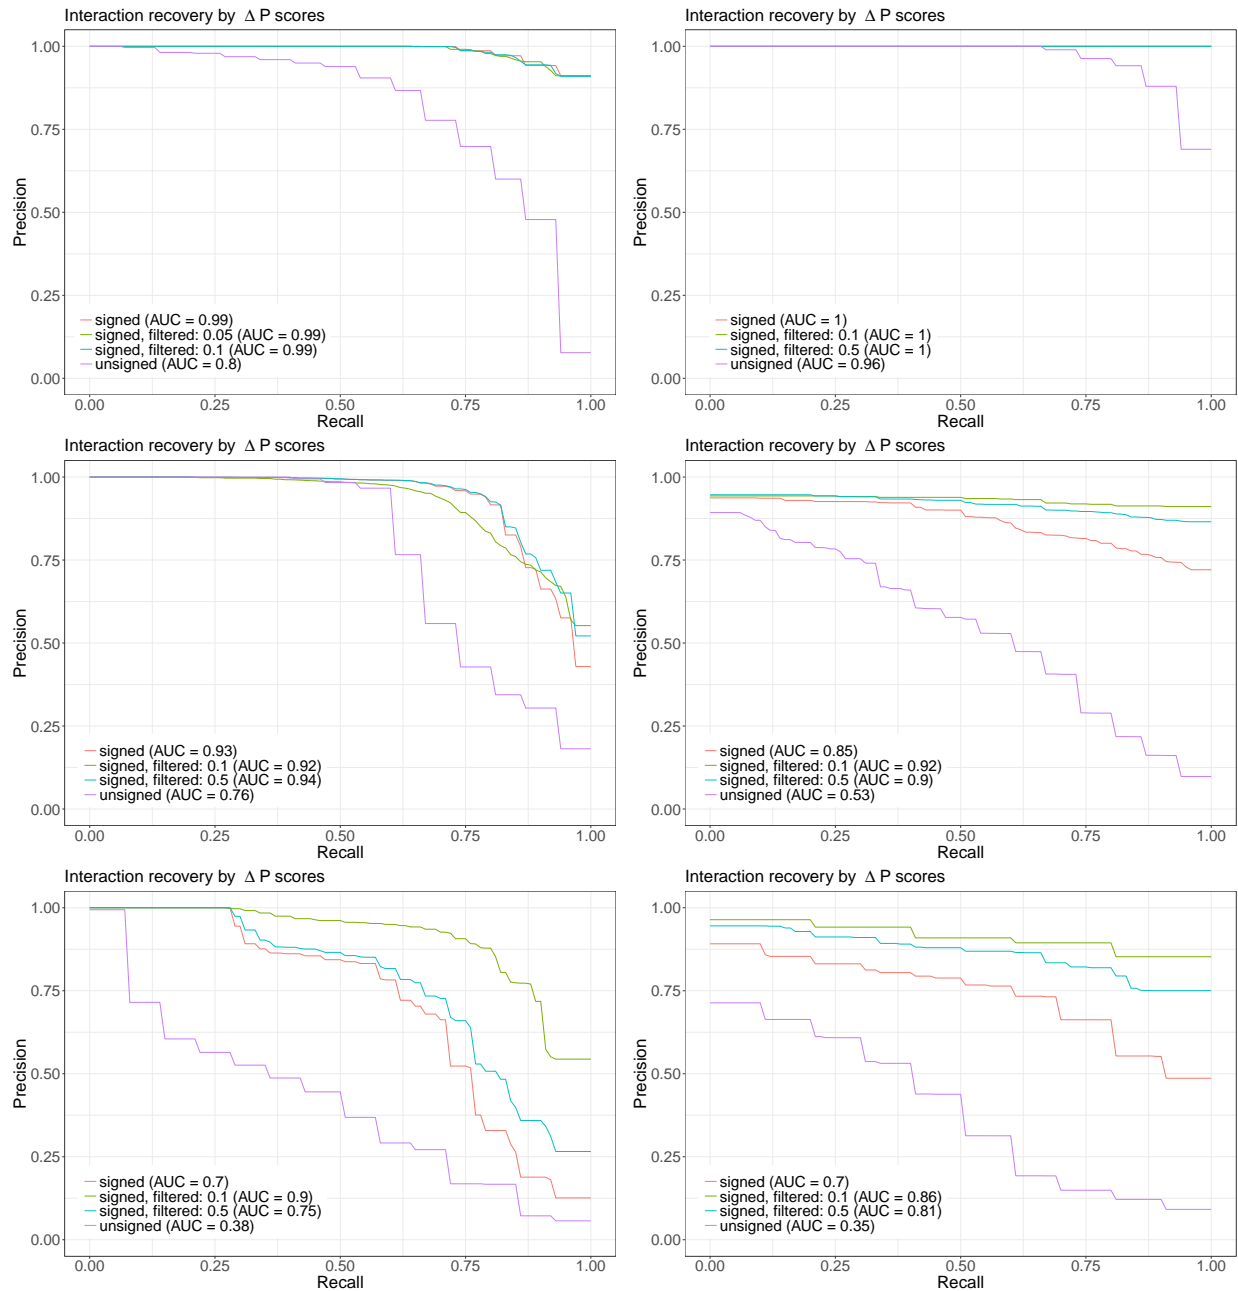 Interaction recovery by Δ P scores
1.00
0.75
0.50
0.25
0.00
Precision
signed (AUC = 0.99)
signed, filtered: 0.05 (AUC = 0.99)
signed, filtered: 0.1 (AUC = 0.99)
unsigned (AUC = 0.8)
0.00 0.25 0.50 0.75 1.00
Recall
Interaction recovery by Δ P scores
1.00
0.75
0.50
0.25
0.00
Precision
signed (AUC = 1)
signed, filtered: 0.1 (AUC = 1)
signed, filtered: 0.5 (AUC = 1)
unsigned (AUC = 0.96)
0.00 0.25 0.50 0.75 1.00
Recall
Interaction recovery by Δ P scores
1.00
0.75
0.50
0.25
0.00
Precision
signed (AUC = 0.93)
signed, filtered: 0.1 (AUC = 0.92)
signed, filtered: 0.5 (AUC = 0.94)
unsigned (AUC = 0.76)
0.00 0.25 0.50 0.75 1.00
Recall
Interaction recovery by Δ P scores
1.00
0.75
0.50
0.25
0.00
Precision
signed (AUC = 0.85)
signed, filtered: 0.1 (AUC = 0.92)
signed, filtered: 0.5 (AUC = 0.9)
unsigned (AUC = 0.53)
0.00 0.25 0.50 0.75 1.00
Recall
Interaction recovery by Δ P scores
1.00
0.75
0.50
0.25
0.00
Precision
signed (AUC = 0.7)
signed, filtered: 0.1 (AUC = 0.9)
signed, filtered: 0.5 (AUC = 0.75)
unsigned (AUC = 0.38)
0.00 0.25 0.50 0.75 1.00
Recall
Interaction recovery by Δ P scores
1.00
0.75
0.50
0.25
0.00
Precision
signed (AUC = 0.7)
signed, filtered: 0.1 (AUC = 0.86)
signed, filtered: 0.5 (AUC = 0.81)
unsigned (AUC = 0.35)
0.00 0.25 0.50 0.75 1.00
Recall